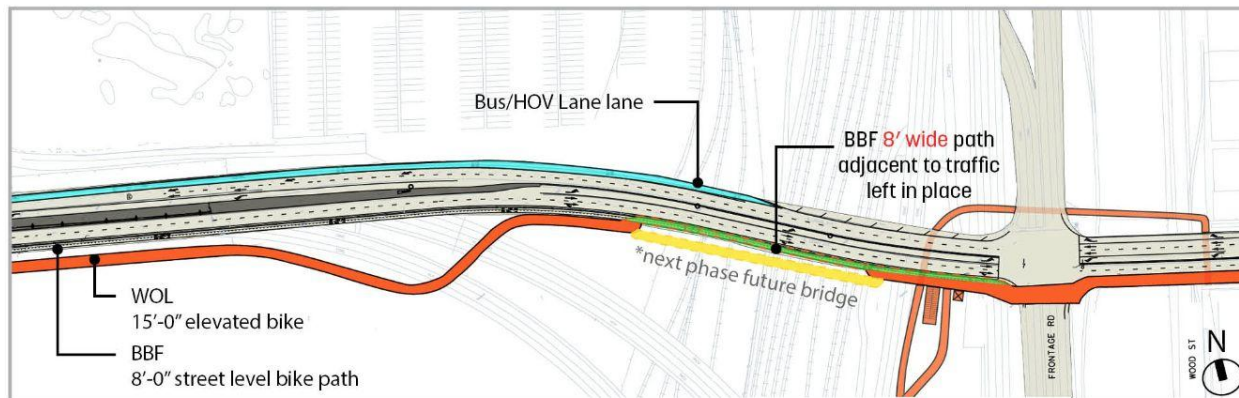 Bus/HOV Lane lane
BBF 8' wide path
adjacent to traffic
left in place
*next phase future bridge
WOL
15'-0" elevated bike
BBF
8'-0" street level bike path
FRONTAGE RD
WOOD ST
N